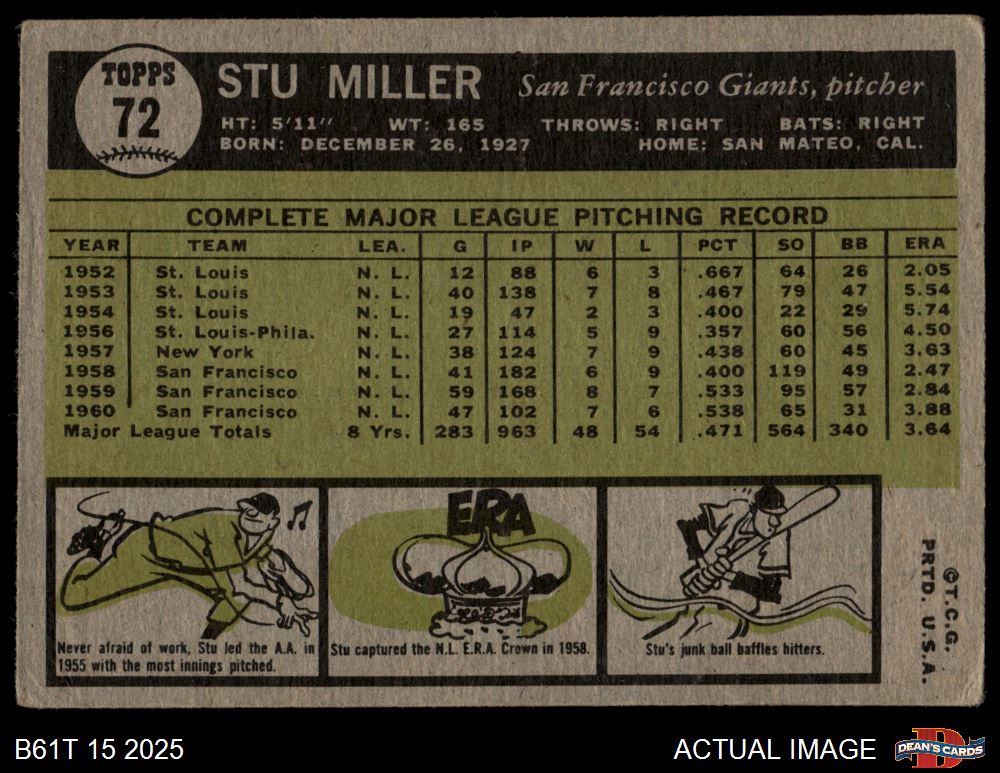 TOPPS
72
STU MILLER San Francisco Giants, pitcher
HT: 5'11" WT: 165 THROWS: RIGHT BATS: RIGHT
BORN: DECEMBER 26, 1927 HOME: SAN MATEO, CAL.
COMPLETE MAJOR LEAGUE PITCHING RECORD
YEAR TEAM LEA. G IP W L PCT SO BB ERA
1952 St. Louis N. L. 12 88 6 3 .667 64 26 2.05
1953 St. Louis N. L. 40 138 7 8 .467 79 47 5.54
1954 St. Louis N. L. 19 47 2 3 .400 22 29 5.74
1956 St. Louis-Phila. N. L. 27 114 5 9 .357 60 56 4.50
1957 New York N. L. 38 124 7 9 .438 60 45 3.63
1958 San Francisco N. L. 41 182 6 9 .400 119 49 2.47
1959 San Francisco N. L. 59 168 8 7 .533 95 57 2.84
1960 San Francisco N. L. 47 102 7 6 .538 65 31 3.88
Major League Totals 8 Yrs. 283 963 48 54 .471 564 340 3.64
Never afraid of work, Stu led the A.A. in
1955 with the most innings pitched.
ERA
Stu captured the N.L. E.R.A. Crown in 1958.
Stu's junk ball baffles hitters.
©T.C.G.
PRTD. U.S.A.
B61T 15 2025 ACTUAL IMAGE
DEAN'S CARDS